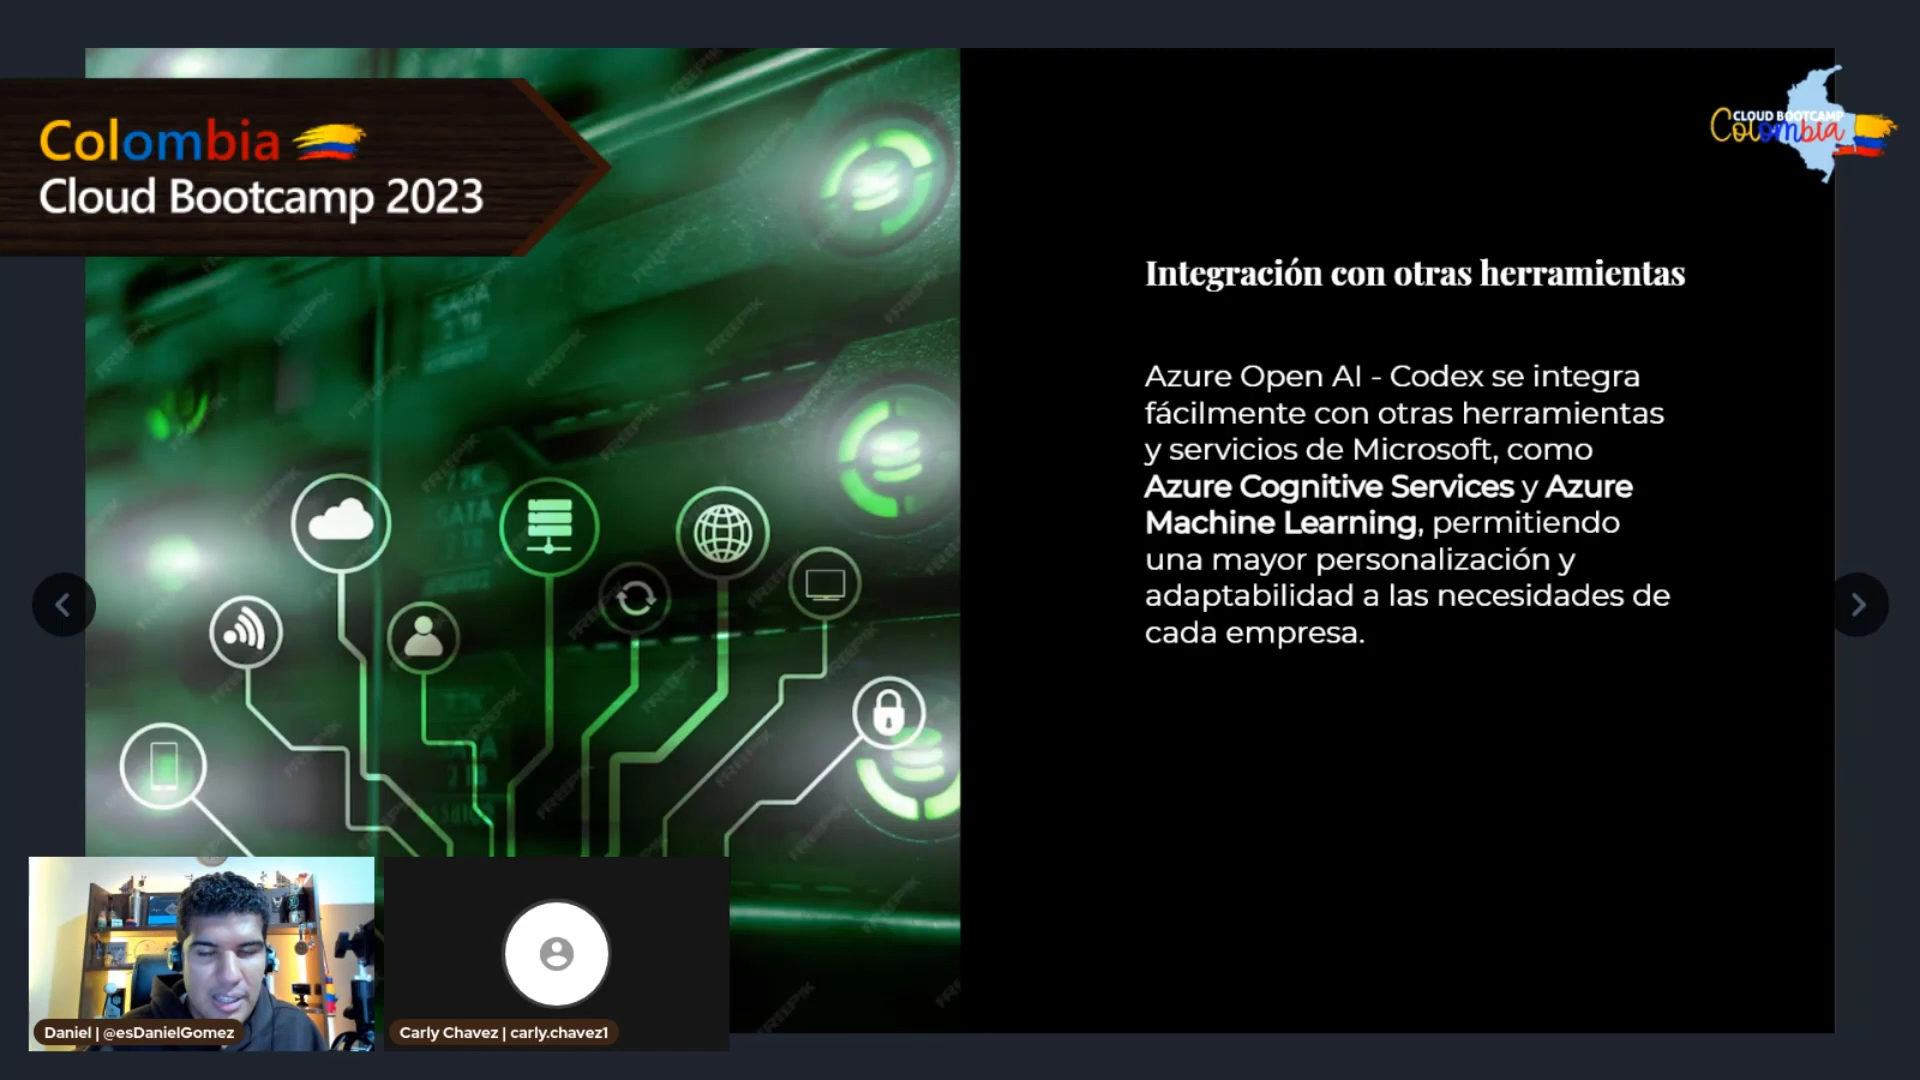 Colombia
Cloud Bootcamp 2023
CLOUD BOOTCAMP
Colombia
Integración con otras herramientas
Azure Open AI - Codex se integra
fácilmente con otras herramientas
y servicios de Microsoft, como
Azure Cognitive Services y Azure
Machine Learning, permitiendo
una mayor personalización y
adaptabilidad a las necesidades de
cada empresa.
SATA
FREEPIK
Daniel | @esDanielGomez
Carly Chavez | carly.chavez1